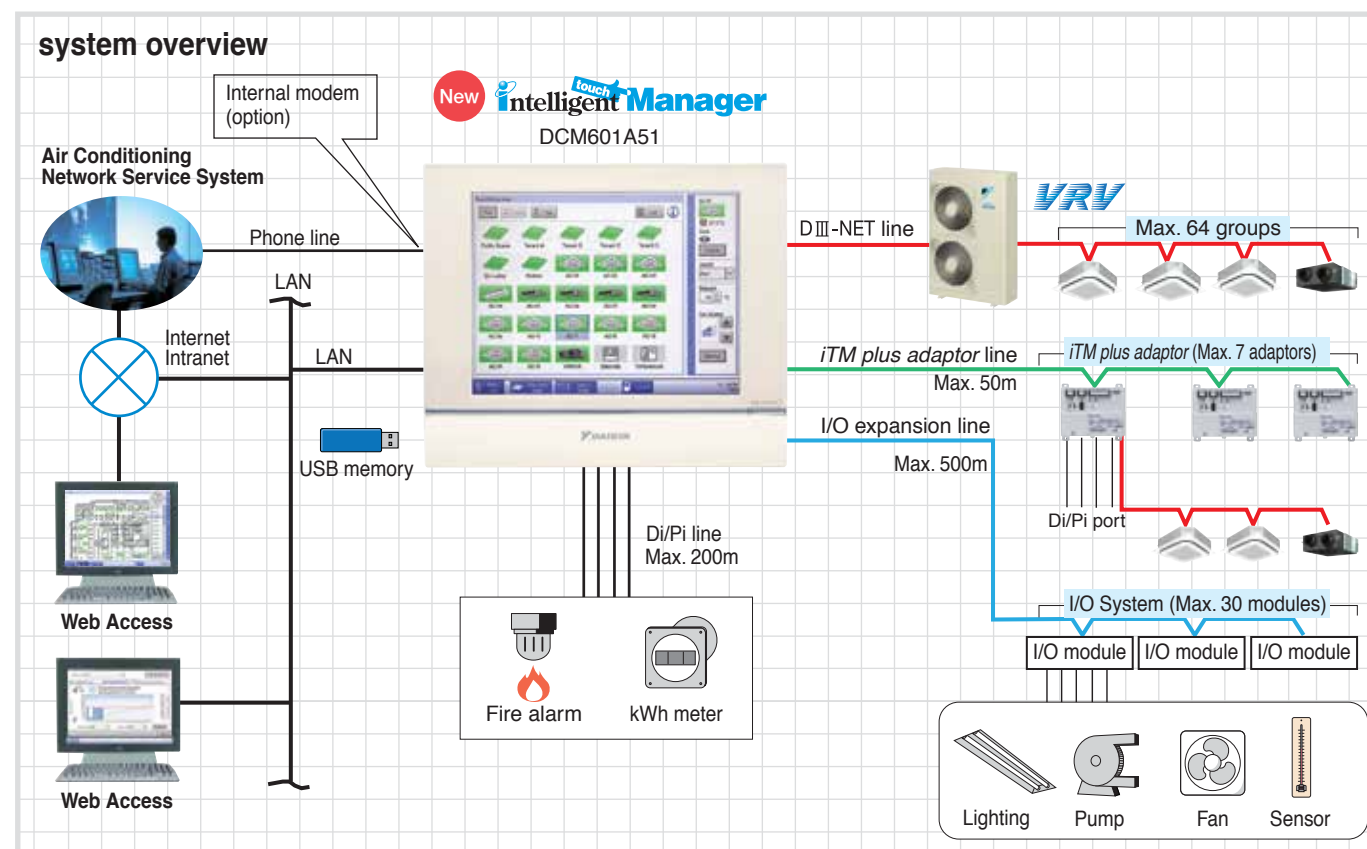 system overview
Internal modem
(option)
New
intelligent touch Manager
DCM601A51
Air Conditioning
Network Service System
Phone line
LAN
Internet
Intranet
LAN
USB memory
Web Access
Web Access
DAIKIN
Di/Pi line
Max. 200m
Fire alarm
kWh meter
DⅢ-NET line
VRV
Max. 64 groups
iTM plus adaptor line
Max. 50m
iTM plus adaptor (Max. 7 adaptors)
I/O expansion line
Max. 500m
Di/Pi port
I/O System (Max. 30 modules)
I/O module
I/O module
I/O module
Lighting
Pump
Fan
Sensor